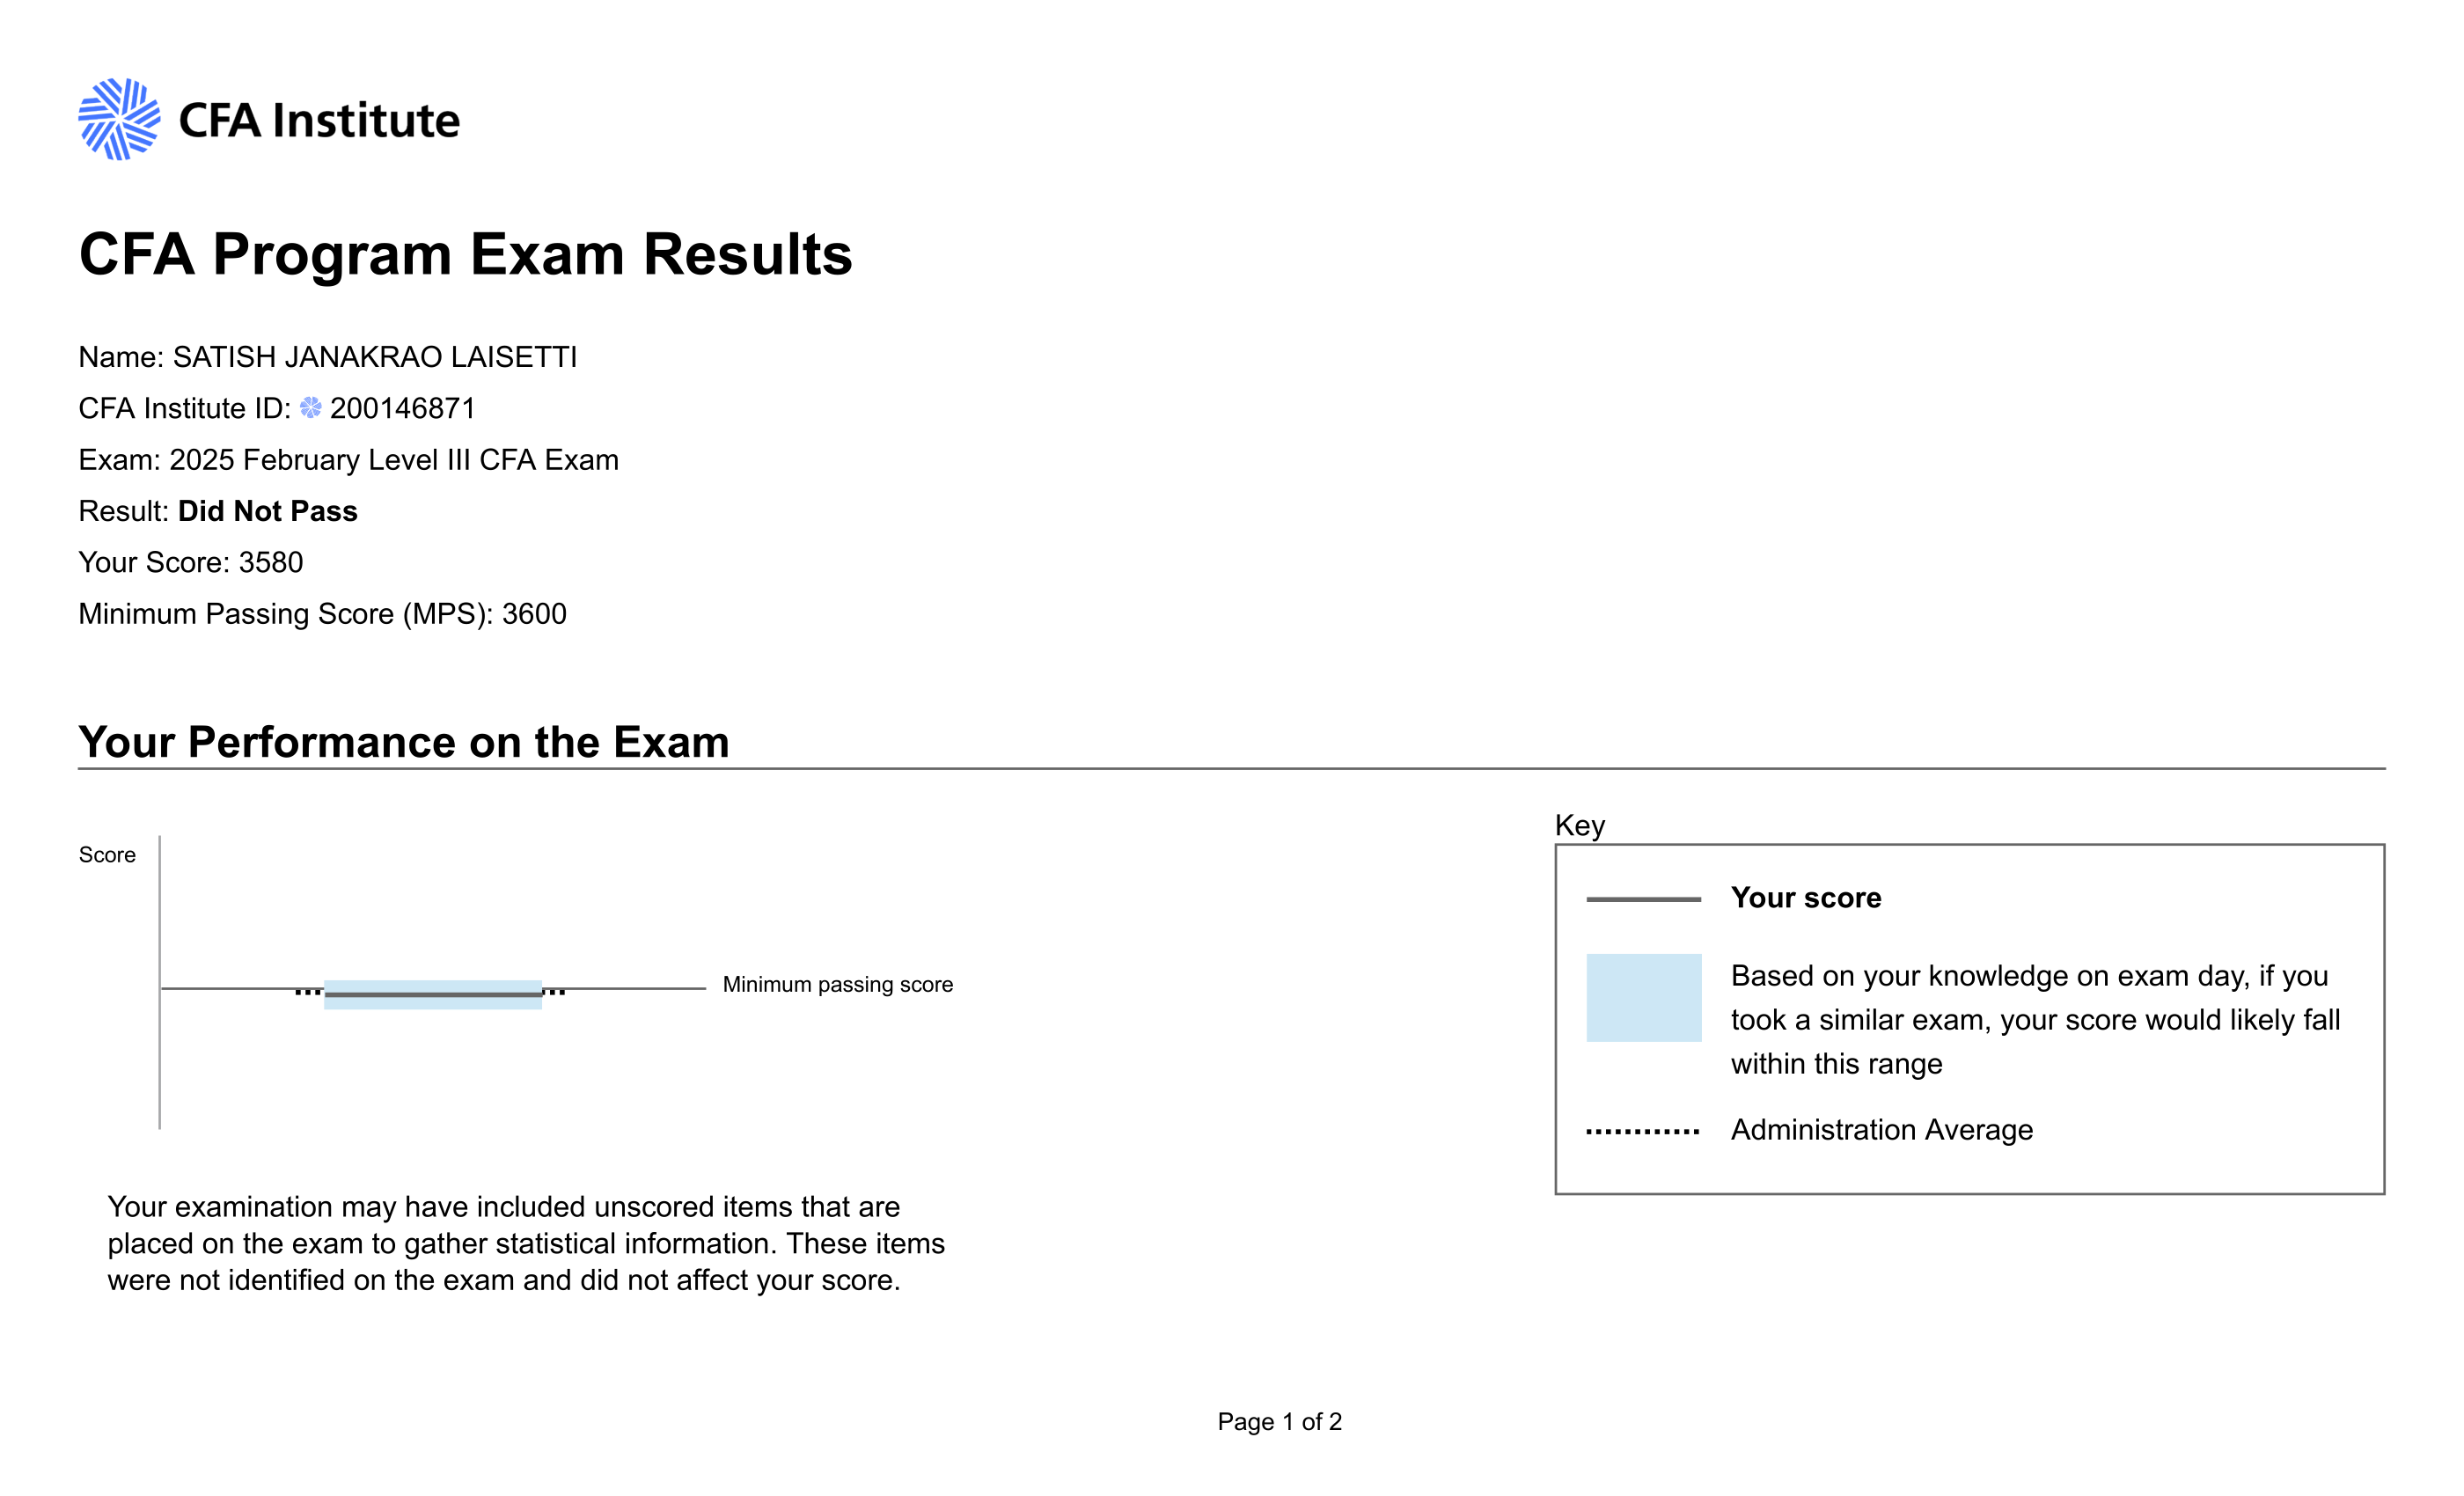 CFA Institute
CFA Program Exam Results
Name: SATISH JANAKRAO LAISETTI
CFA Institute ID: 200146871
Exam: 2025 February Level III CFA Exam
Result: Did Not Pass
Your Score: 3580
Minimum Passing Score (MPS): 3600
Your Performance on the Exam
Score
Minimum passing score
Key
Your score
Based on your knowledge on exam day, if you
took a similar exam, your score would likely fall
within this range
Administration Average
Your examination may have included unscored items that are
placed on the exam to gather statistical information. These items
were not identified on the exam and did not affect your score.
Page 1 of 2